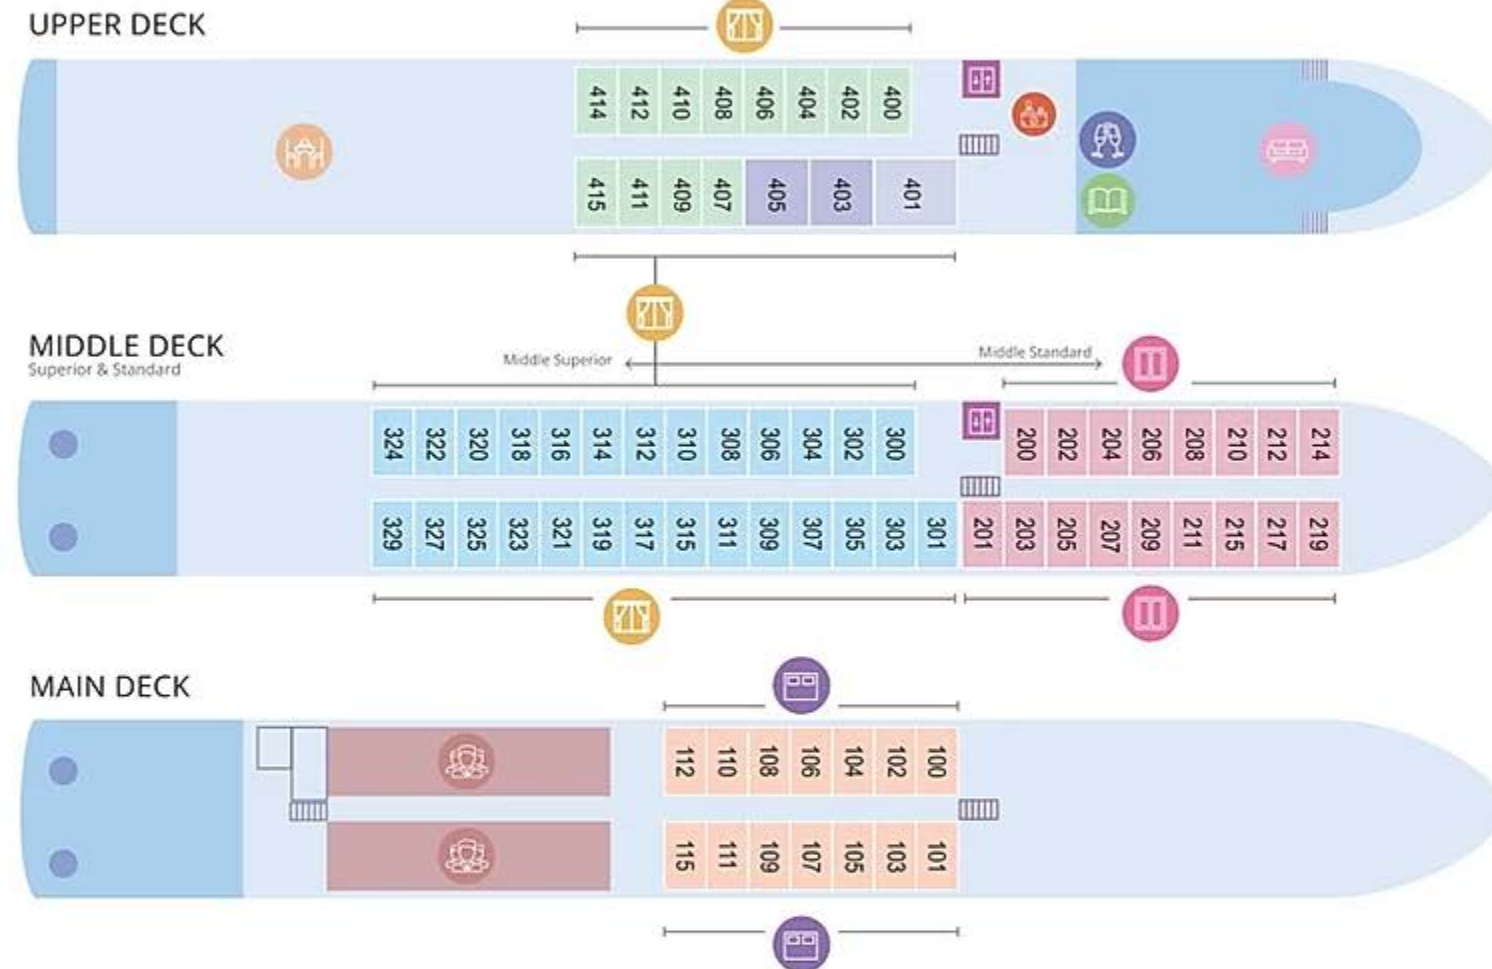 UPPER DECK
414 412 410 408 406 404 402 400
415 411 409 407 405 403 401
MIDDLE DECK
Superior & Standard
Middle Superior
Middle Standard
324 322 320 318 316 314 312 310 308 306 304 302 300 200 202 204 206 208 210 212 214
329 327 325 323 321 319 317 315 311 309 307 305 303 301 201 203 205 207 209 211 215 217 219
MAIN DECK
112 110 108 106 104 102 100
115 111 109 107 105 103 101